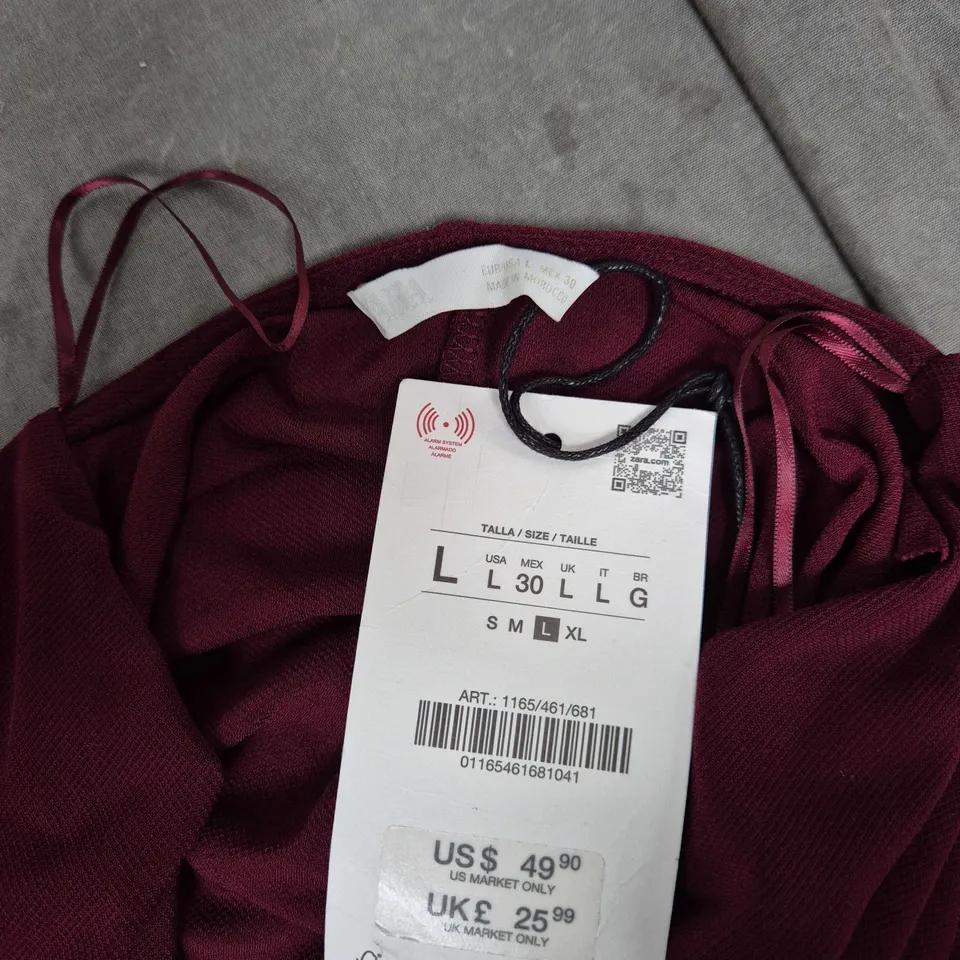 EUR/USA L MEX 30
MADE IN MOROCCO
ALARM SYSTEM
ALARMADO
ALARME
zara.com
TALLA / SIZE / TAILLE
L
USA MEX UK IT BR
L 30 L L G
S M L XL
ART.: 1165/461/681
01165461681041
US $ 49 90
US MARKET ONLY
UK £ 25 99
UK MARKET ONLY